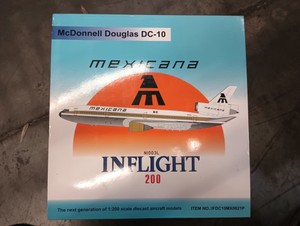 McDonnell Douglas DC-10
mexicana
mexicana
N1003L
INFLIGHT
200
The next generation of 1:200 scale diecast aircraft models